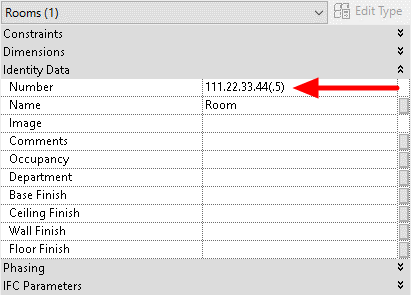 Rooms (1) Edit Type
Constraints
Dimensions
Identity Data
Number 111.22.33.44(.5)
Name Room
Image
Comments
Occupancy
Department
Base Finish
Ceiling Finish
Wall Finish
Floor Finish
Phasing
IFC Parameters